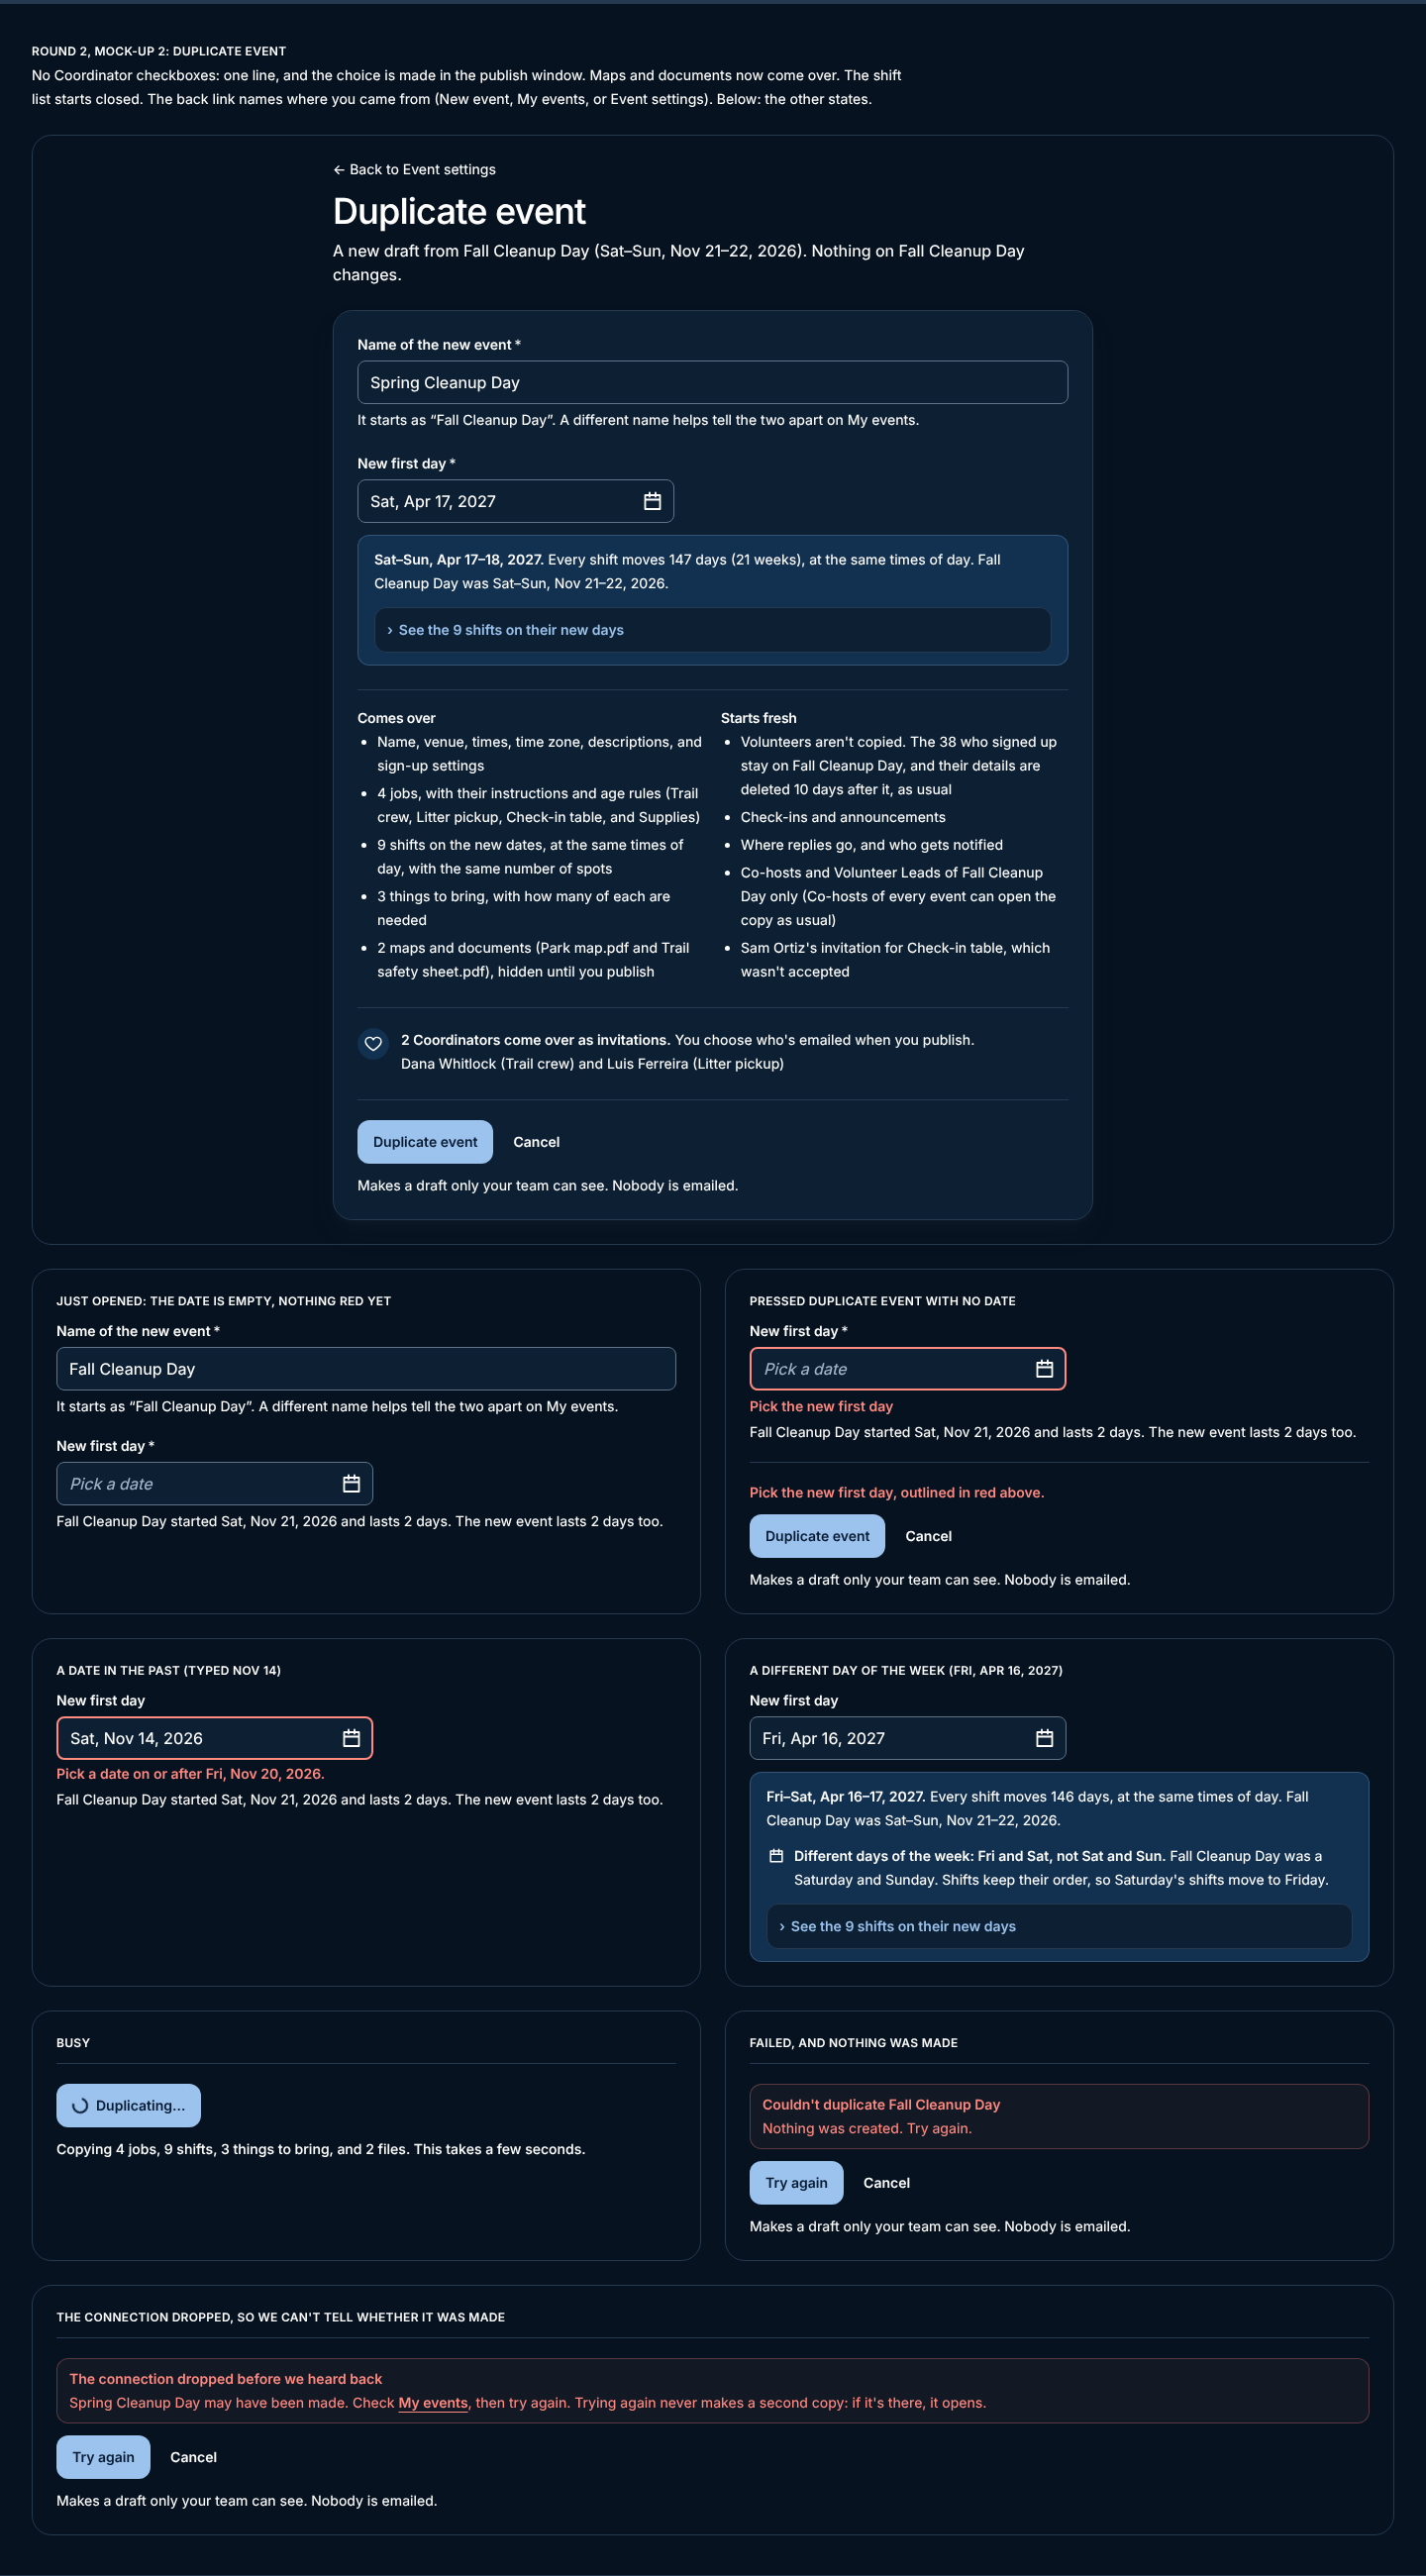 ROUND 2, MOCK-UP 2: DUPLICATE EVENT
No Coordinator checkboxes: one line, and the choice is made in the publish window. Maps and documents now come over. The shift
list starts closed. The back link names where you came from (New event, My events, or Event settings). Below: the other states.
← Back to Event settings
Duplicate event
A new draft from Fall Cleanup Day (Sat–Sun, Nov 21–22, 2026). Nothing on Fall Cleanup Day
changes.
Name of the new event *
Spring Cleanup Day
It starts as “Fall Cleanup Day”. A different name helps tell the two apart on My events.
New first day *
Sat, Apr 17, 2027
Sat–Sun, Apr 17–18, 2027. Every shift moves 147 days (21 weeks), at the same times of day. Fall
Cleanup Day was Sat–Sun, Nov 21–22, 2026.
› See the 9 shifts on their new days
Comes over
• Name, venue, times, time zone, descriptions, and
sign-up settings
• 4 jobs, with their instructions and age rules (Trail
crew, Litter pickup, Check-in table, and Supplies)
• 9 shifts on the new dates, at the same times of
day, with the same number of spots
• 3 things to bring, with how many of each are
needed
• 2 maps and documents (Park map.pdf and Trail
safety sheet.pdf), hidden until you publish
Starts fresh
• Volunteers aren't copied. The 38 who signed up
stay on Fall Cleanup Day, and their details are
deleted 10 days after it, as usual
• Check-ins and announcements
• Where replies go, and who gets notified
• Co-hosts and Volunteer Leads of Fall Cleanup
Day only (Co-hosts of every event can open the
copy as usual)
• Sam Ortiz's invitation for Check-in table, which
wasn't accepted
2 Coordinators come over as invitations. You choose who's emailed when you publish.
Dana Whitlock (Trail crew) and Luis Ferreira (Litter pickup)
Duplicate event
Cancel
Makes a draft only your team can see. Nobody is emailed.
JUST OPENED: THE DATE IS EMPTY, NOTHING RED YET
Name of the new event *
Fall Cleanup Day
It starts as “Fall Cleanup Day”. A different name helps tell the two apart on My events.
New first day *
Pick a date
Fall Cleanup Day started Sat, Nov 21, 2026 and lasts 2 days. The new event lasts 2 days too.
PRESSED DUPLICATE EVENT WITH NO DATE
New first day *
Pick a date
Pick the new first day
Fall Cleanup Day started Sat, Nov 21, 2026 and lasts 2 days. The new event lasts 2 days too.
Pick the new first day, outlined in red above.
Duplicate event
Cancel
Makes a draft only your team can see. Nobody is emailed.
A DATE IN THE PAST (TYPED NOV 14)
New first day
Sat, Nov 14, 2026
Pick a date on or after Fri, Nov 20, 2026.
Fall Cleanup Day started Sat, Nov 21, 2026 and lasts 2 days. The new event lasts 2 days too.
A DIFFERENT DAY OF THE WEEK (FRI, APR 16, 2027)
New first day
Fri, Apr 16, 2027
Fri–Sat, Apr 16–17, 2027. Every shift moves 146 days, at the same times of day. Fall
Cleanup Day was Sat–Sun, Nov 21–22, 2026.
Different days of the week: Fri and Sat, not Sat and Sun. Fall Cleanup Day was a
Saturday and Sunday. Shifts keep their order, so Saturday's shifts move to Friday.
› See the 9 shifts on their new days
BUSY
Duplicating…
Copying 4 jobs, 9 shifts, 3 things to bring, and 2 files. This takes a few seconds.
FAILED, AND NOTHING WAS MADE
Couldn't duplicate Fall Cleanup Day
Nothing was created. Try again.
Try again
Cancel
Makes a draft only your team can see. Nobody is emailed.
THE CONNECTION DROPPED, SO WE CAN'T TELL WHETHER IT WAS MADE
The connection dropped before we heard back
Spring Cleanup Day may have been made. Check My events, then try again. Trying again never makes a second copy: if it's there, it opens.
Try again
Cancel
Makes a draft only your team can see. Nobody is emailed.